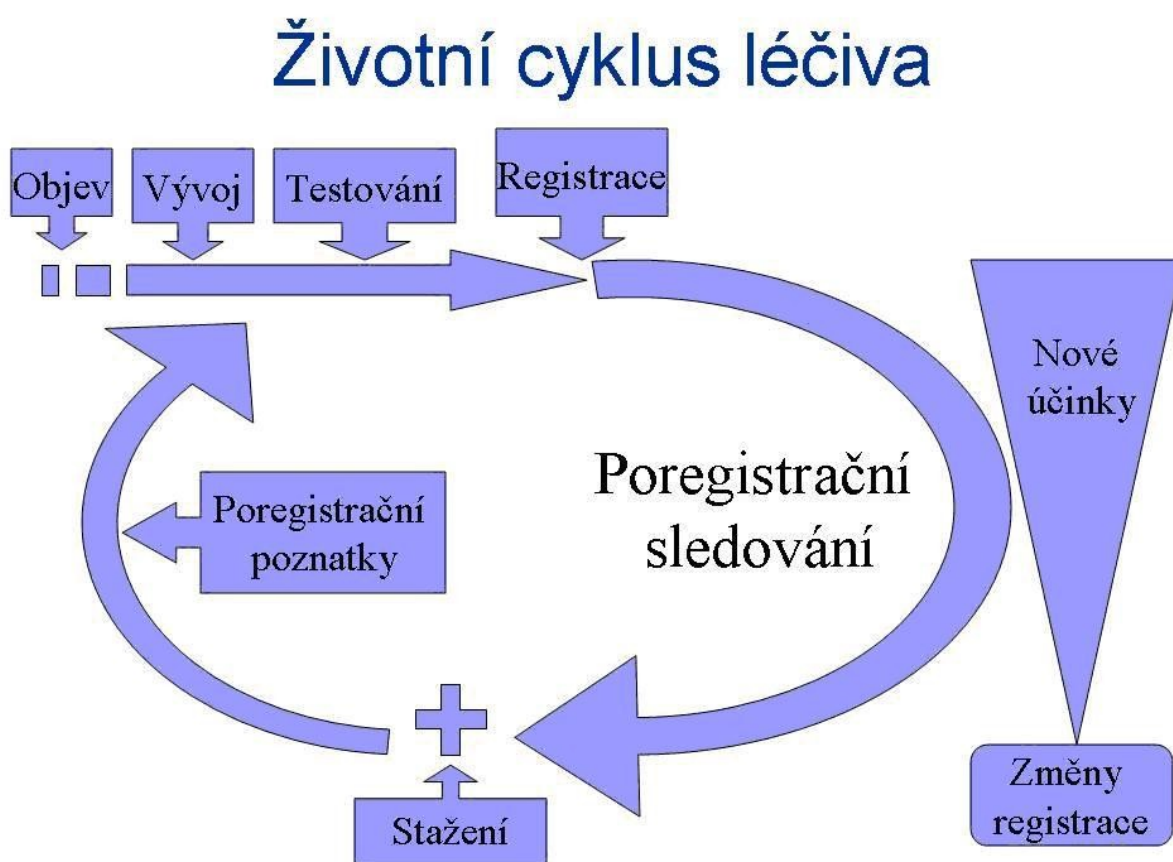 Životní cyklus léčiva
Objev
Vývoj
Testování
Registrace
Nové
účinky
Poregistrační
sledování
Poregistrační
poznatky
Stažení
Změny
registrace